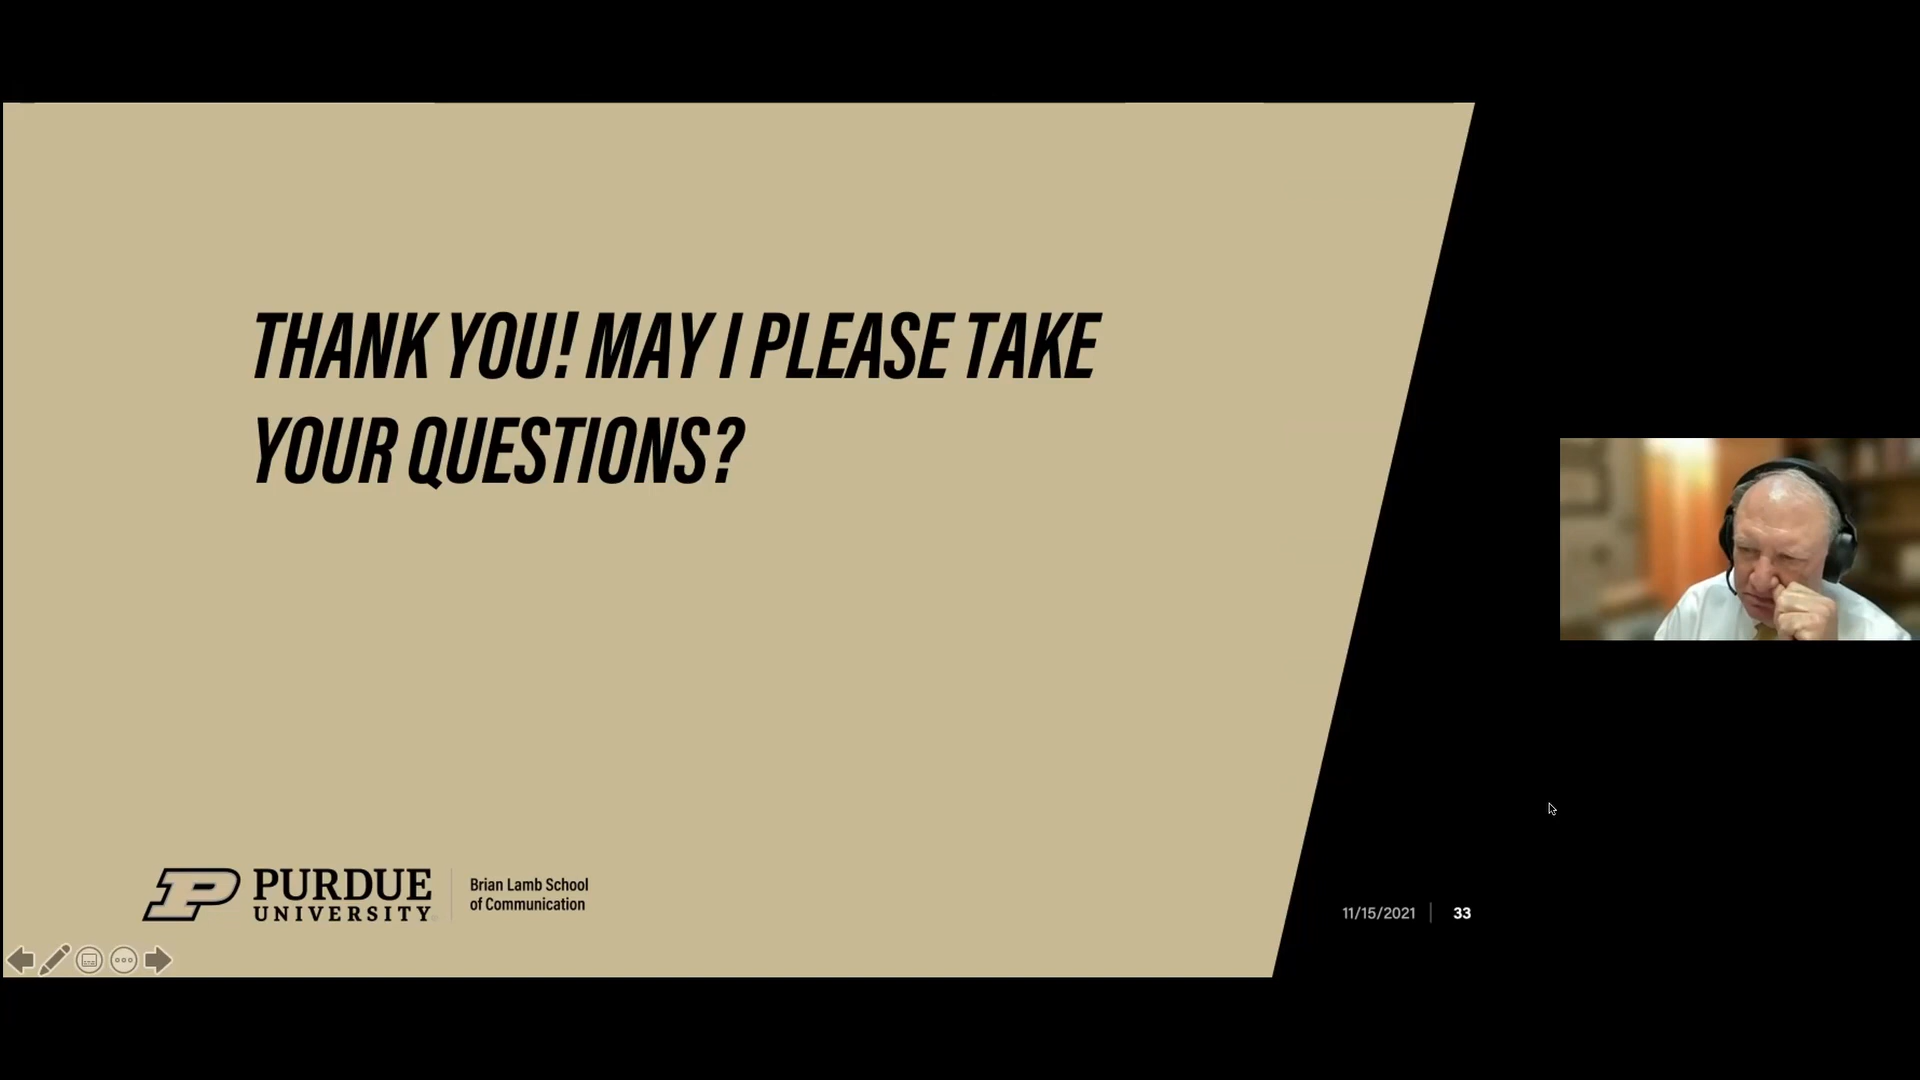 THANK YOU! MAY I PLEASE TAKE
YOUR QUESTIONS?
PURDUE
UNIVERSITY
Brian Lamb School
of Communication
11/15/2021
33